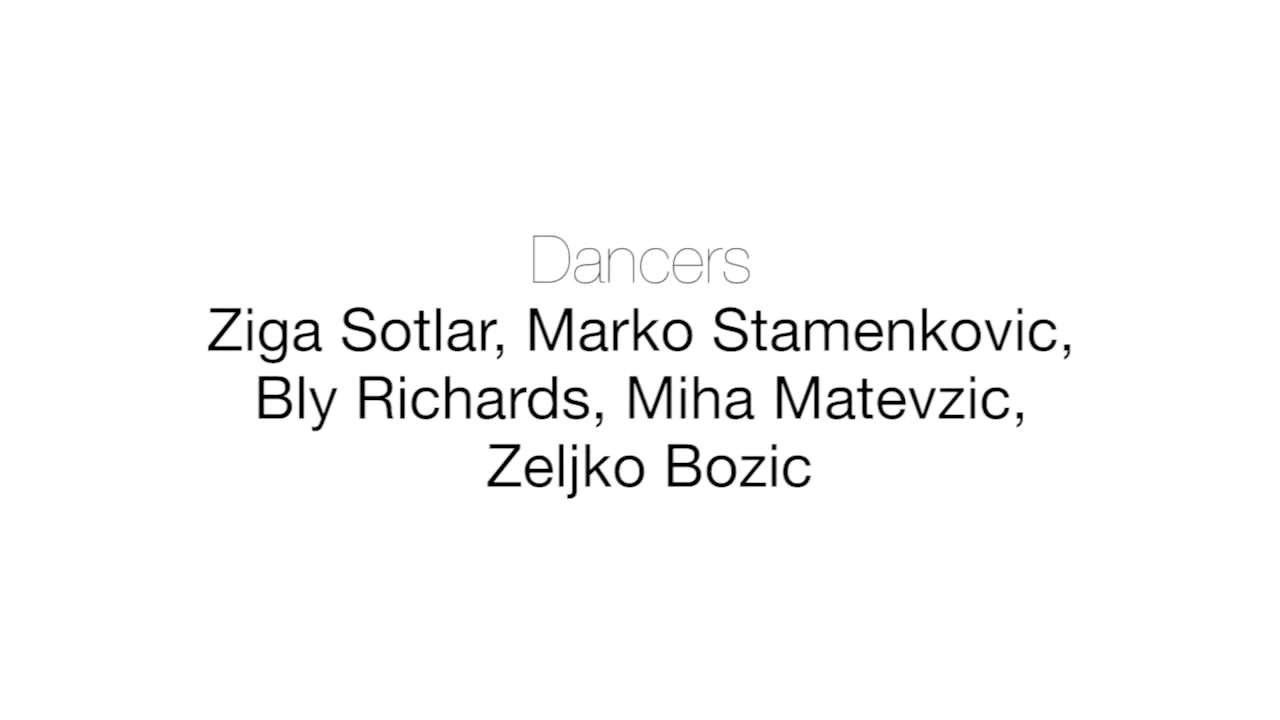 Dancers
Ziga Sotlar, Marko Stamenkovic,
Bly Richards, Miha Matevzic,
Zeljko Bozic